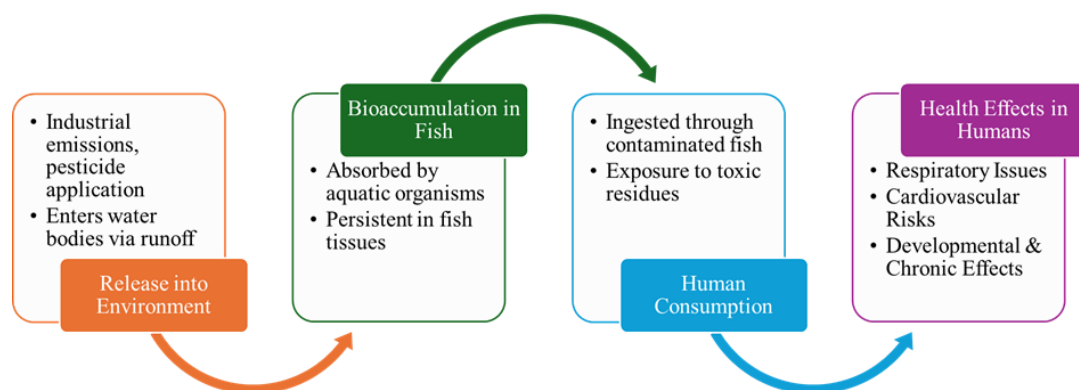 • Industrial
emissions,
pesticide
application
• Enters water
bodies via runoff
Release into
Environment
Bioaccumulation in
Fish
• Absorbed by
aquatic organisms
• Persistent in fish
tissues
• Ingested through
contaminated fish
• Exposure to toxic
residues
Human
Consumption
Health Effects in
Humans
• Respiratory Issues
• Cardiovascular
Risks
• Developmental &
Chronic Effects